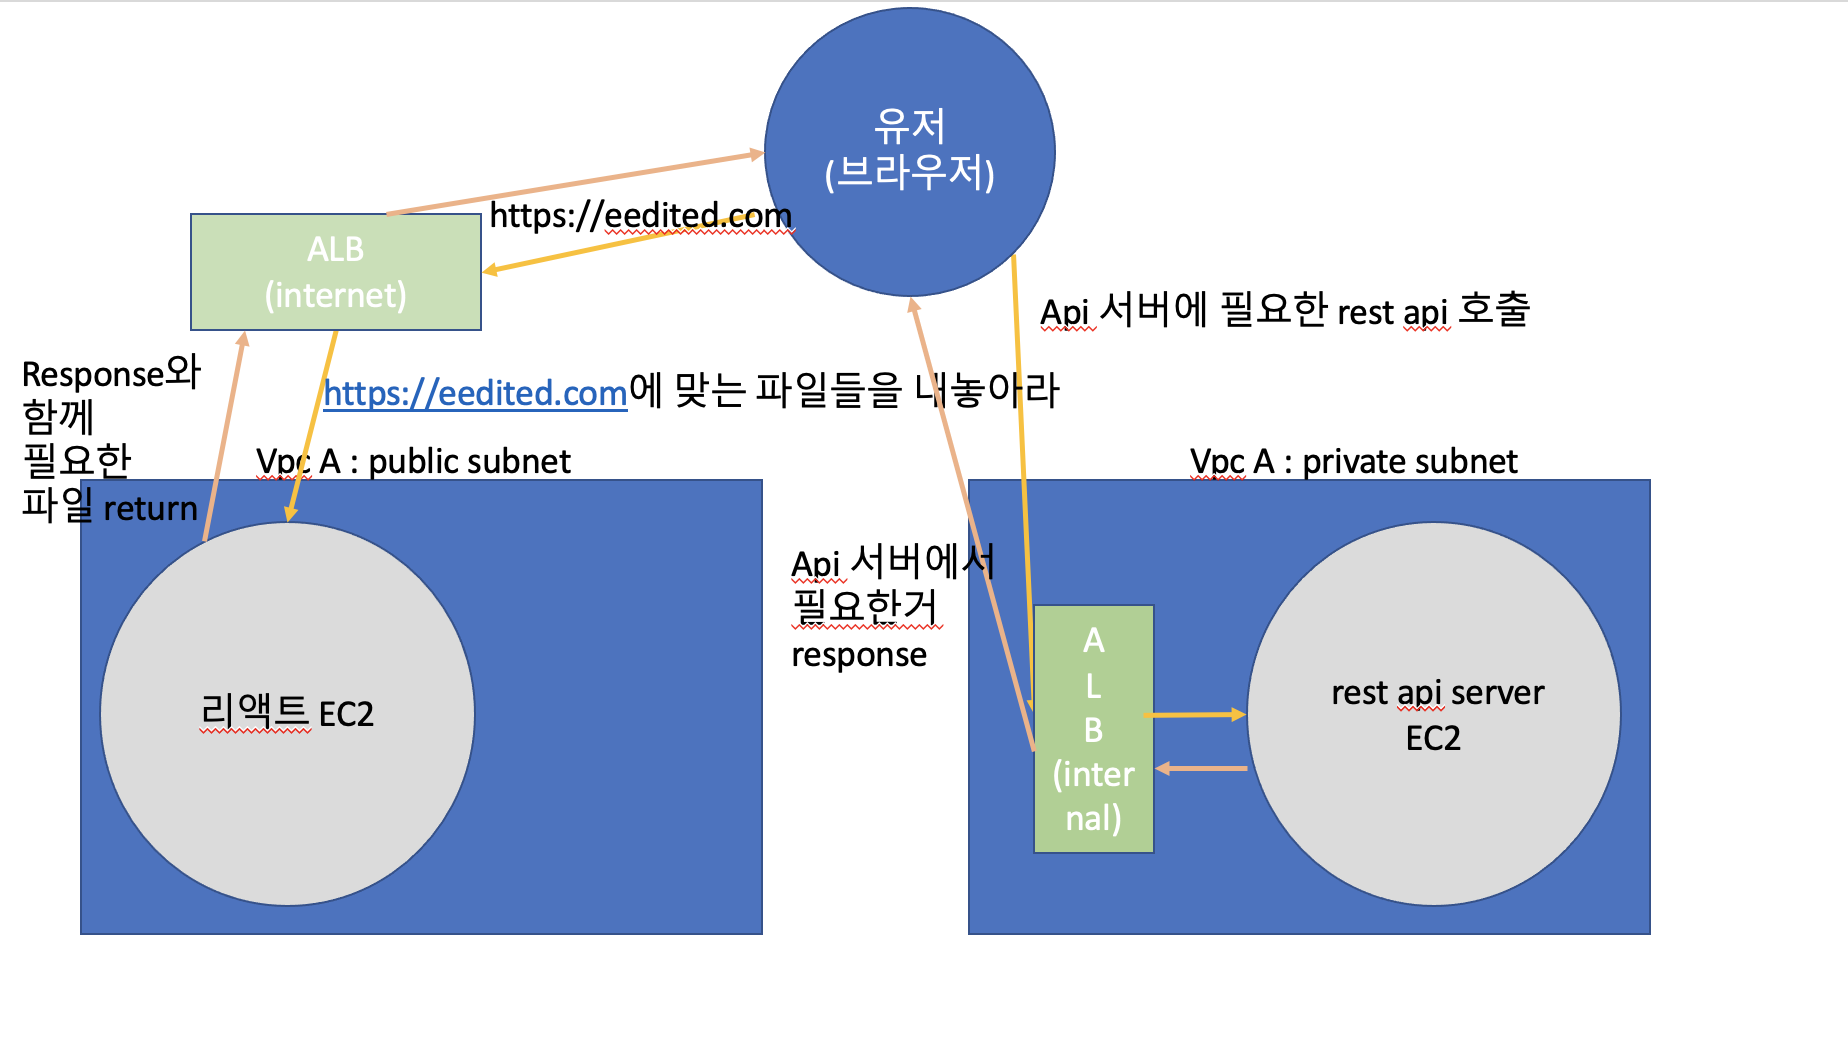 유저
(브라우저)
https://eedited.com
ALB
(internet)
Api 서버에 필요한 rest api 호출
Response와
함께
필요한
파일 return
https://eedited.com에 맞는 파일들을 내놓아라
Vpc A : public subnet
Vpc A : private subnet
Api 서버에서
필요한거
response
리액트 EC2
A
L
B
(inter
nal)
rest api server
EC2